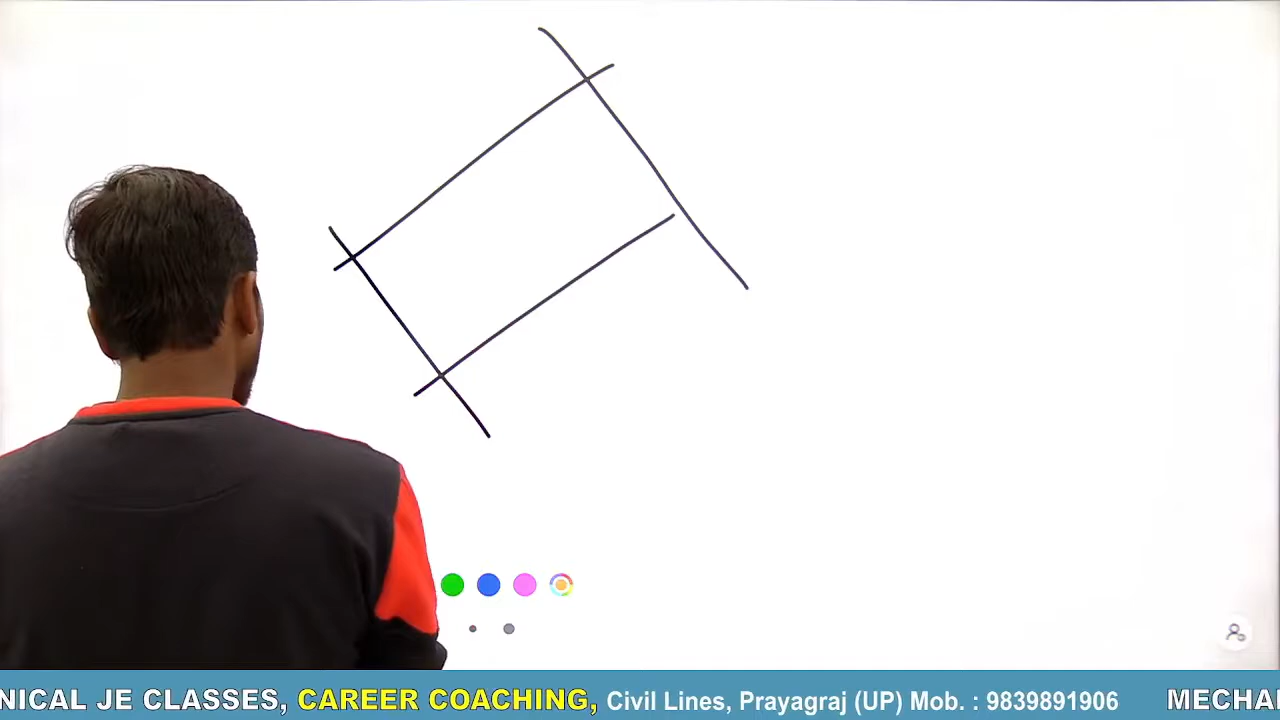 NICAL JE CLASSES, CAREER COACHING, Civil Lines, Prayagraj (UP) Mob. : 9839891906 MECHA